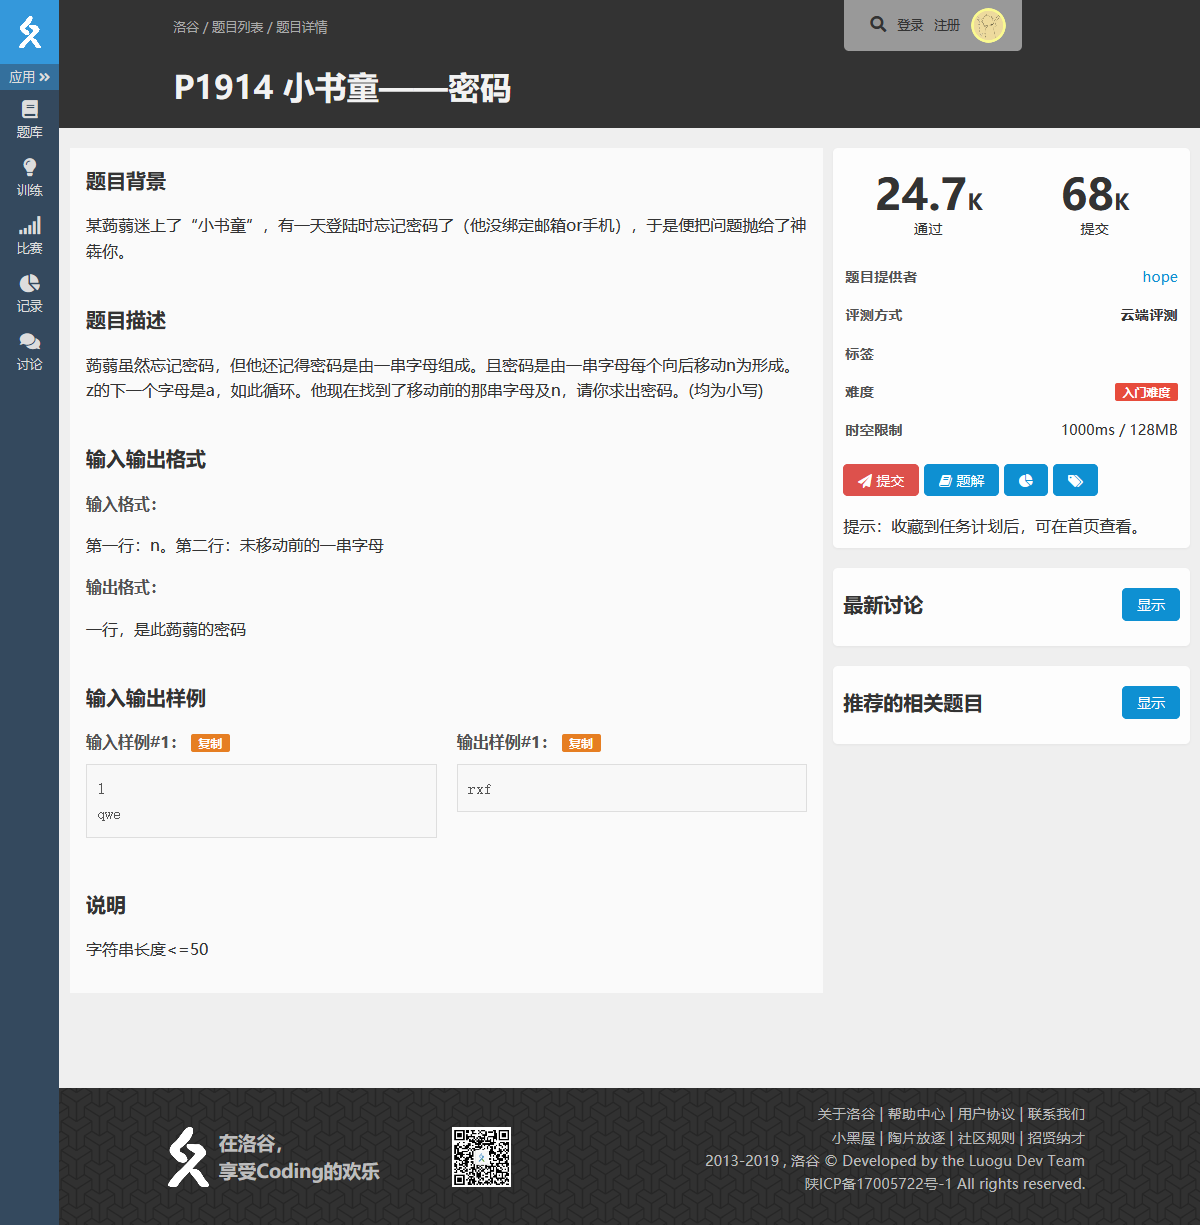 应用
题库
训练
比赛
记录
讨论
洛谷 / 题目列表 / 题目详情
登录 注册
P1914 小书童——密码
题目背景
某蒟蒻迷上了“小书童”，有一天登陆时忘记密码了（他没绑定邮箱or手机），于是便把问题抛给了神
犇你。
题目描述
蒟蒻虽然忘记密码，但他还记得密码是由一串字母组成。且密码是由一串字母每个向后移动n为形成。
z的下一个字母是a，如此循环。他现在找到了移动前的那串字母及n，请你求出密码。(均为小写)
输入输出格式
输入格式：
第一行：n。第二行：未移动前的一串字母
输出格式：
一行，是此蒟蒻的密码
输入输出样例
输入样例#1： 复制
1
qwe
输出样例#1： 复制
rxf
说明
字符串长度<=50
24.7K
通过
68K
提交
题目提供者 hope
评测方式 云端评测
标签
难度 入门难度
时空限制 1000ms / 128MB
提交 题解
提示：收藏到任务计划后，可在首页查看。
最新讨论 显示
推荐的相关题目 显示
在洛谷，
享受Coding的欢乐
关于洛谷 | 帮助中心 | 用户协议 | 联系我们
小黑屋 | 陶片放逐 | 社区规则 | 招贤纳才
2013-2019 , 洛谷 © Developed by the Luogu Dev Team
陕ICP备17005722号-1 All rights reserved.